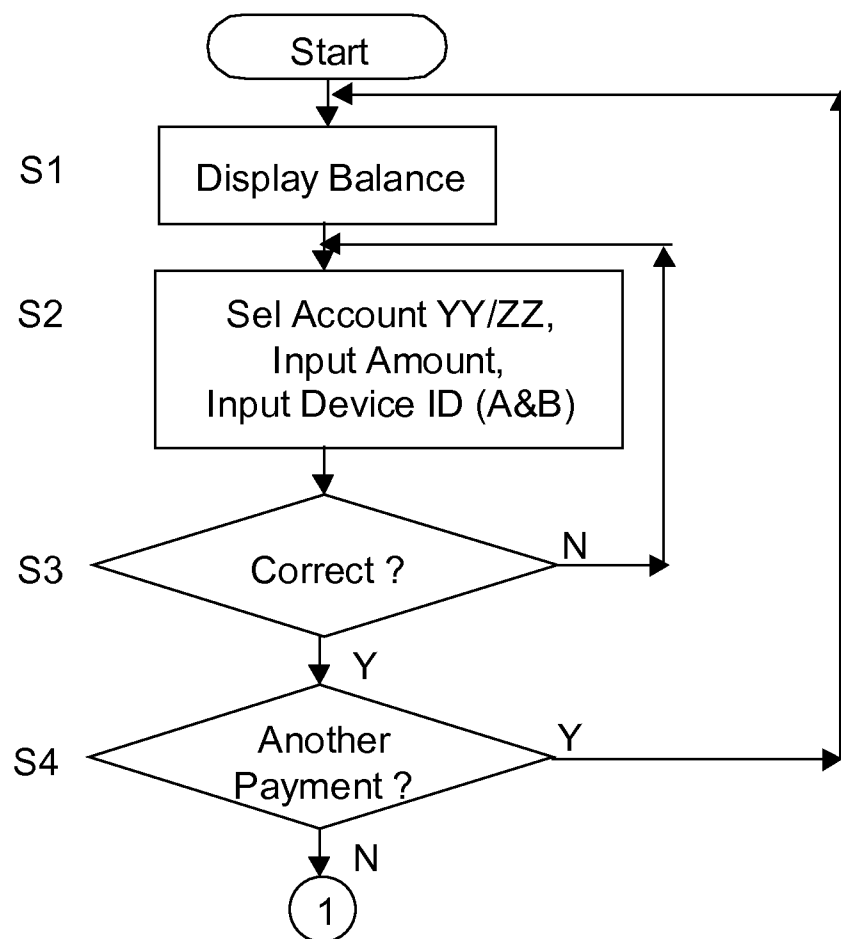 Start
S1
Display Balance
S2
Sel Account YY/ZZ,
Input Amount,
Input Device ID (A&B)
S3
Correct ?
N
Y
S4
Another
Payment ?
Y
N
1